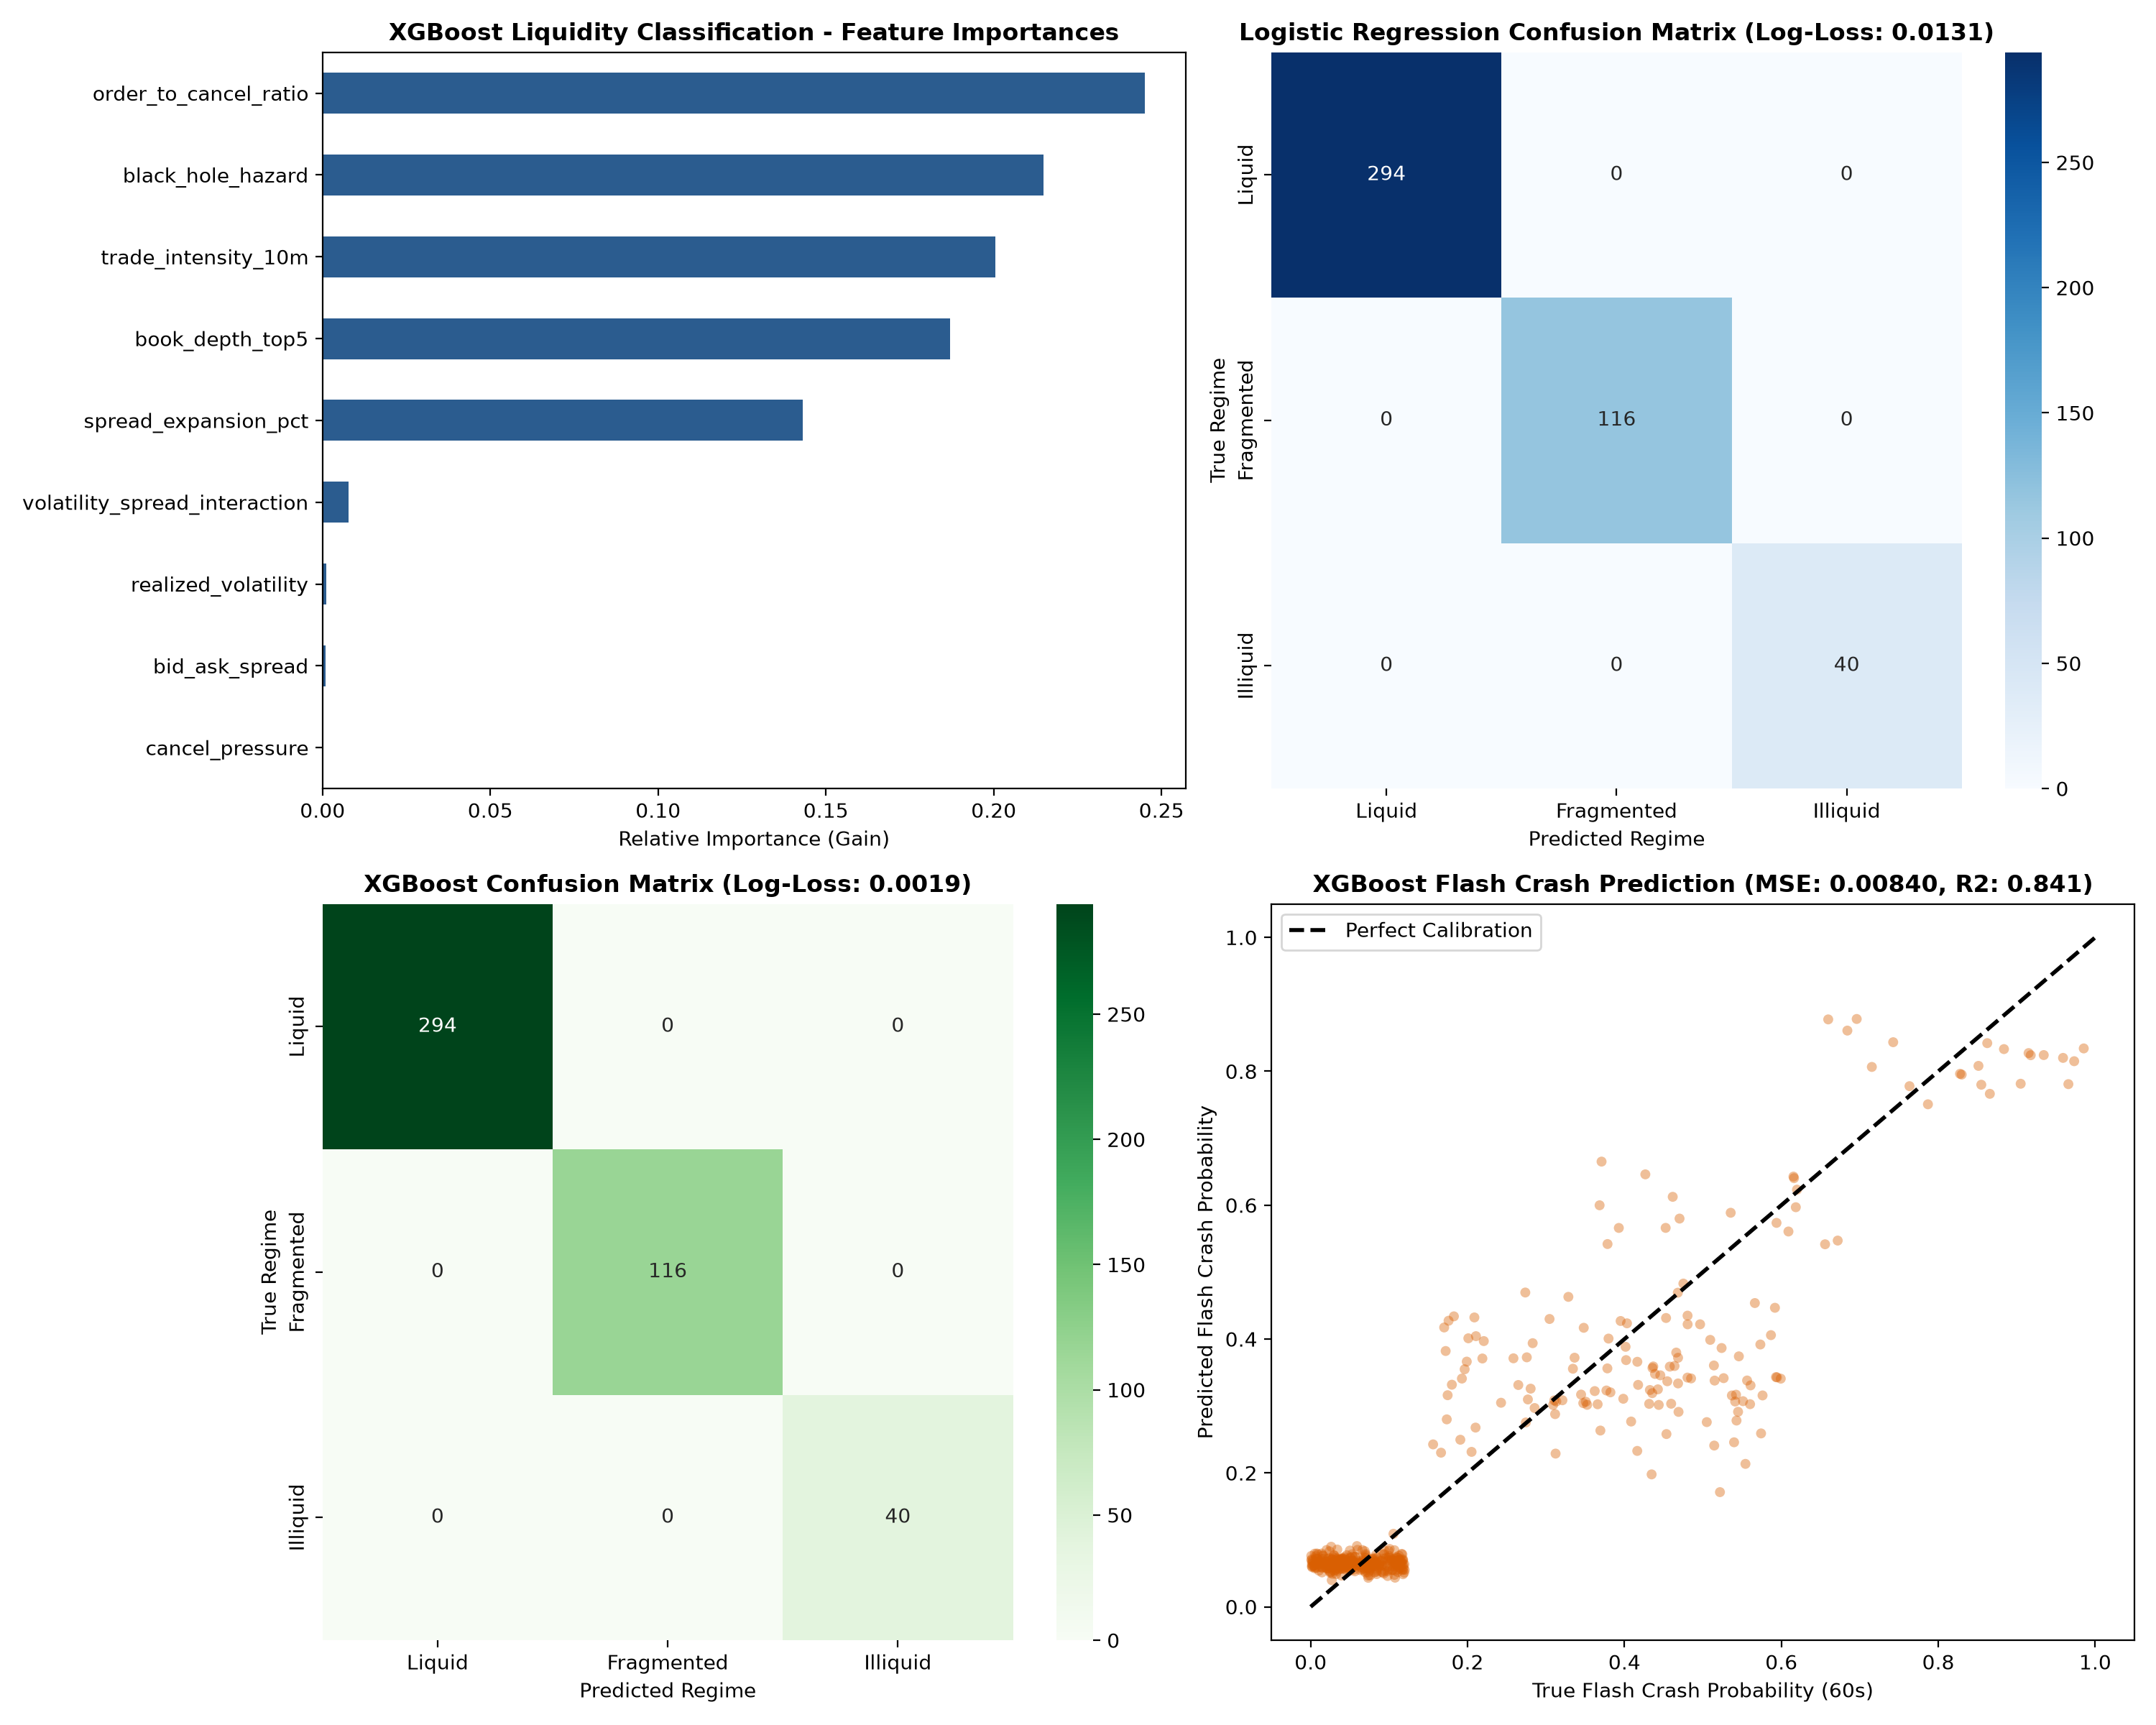 XGBoost Liquidity Classification - Feature Importances
order_to_cancel_ratio
black_hole_hazard
trade_intensity_10m
book_depth_top5
spread_expansion_pct
volatility_spread_interaction
realized_volatility
bid_ask_spread
cancel_pressure
0.00 0.05 0.10 0.15 0.20 0.25
Relative Importance (Gain)
Logistic Regression Confusion Matrix (Log-Loss: 0.0131)
True Regime
Liquid
Fragmented
Illiquid
294 0 0
0 116 0
0 0 40
Liquid Fragmented Illiquid
Predicted Regime
250
200
150
100
50
0
XGBoost Confusion Matrix (Log-Loss: 0.0019)
True Regime
Liquid
Fragmented
Illiquid
294 0 0
0 116 0
0 0 40
Liquid Fragmented Illiquid
Predicted Regime
250
200
150
100
50
0
XGBoost Flash Crash Prediction (MSE: 0.00840, R2: 0.841)
Perfect Calibration
Predicted Flash Crash Probability
1.0
0.8
0.6
0.4
0.2
0.0
0.0 0.2 0.4 0.6 0.8 1.0
True Flash Crash Probability (60s)